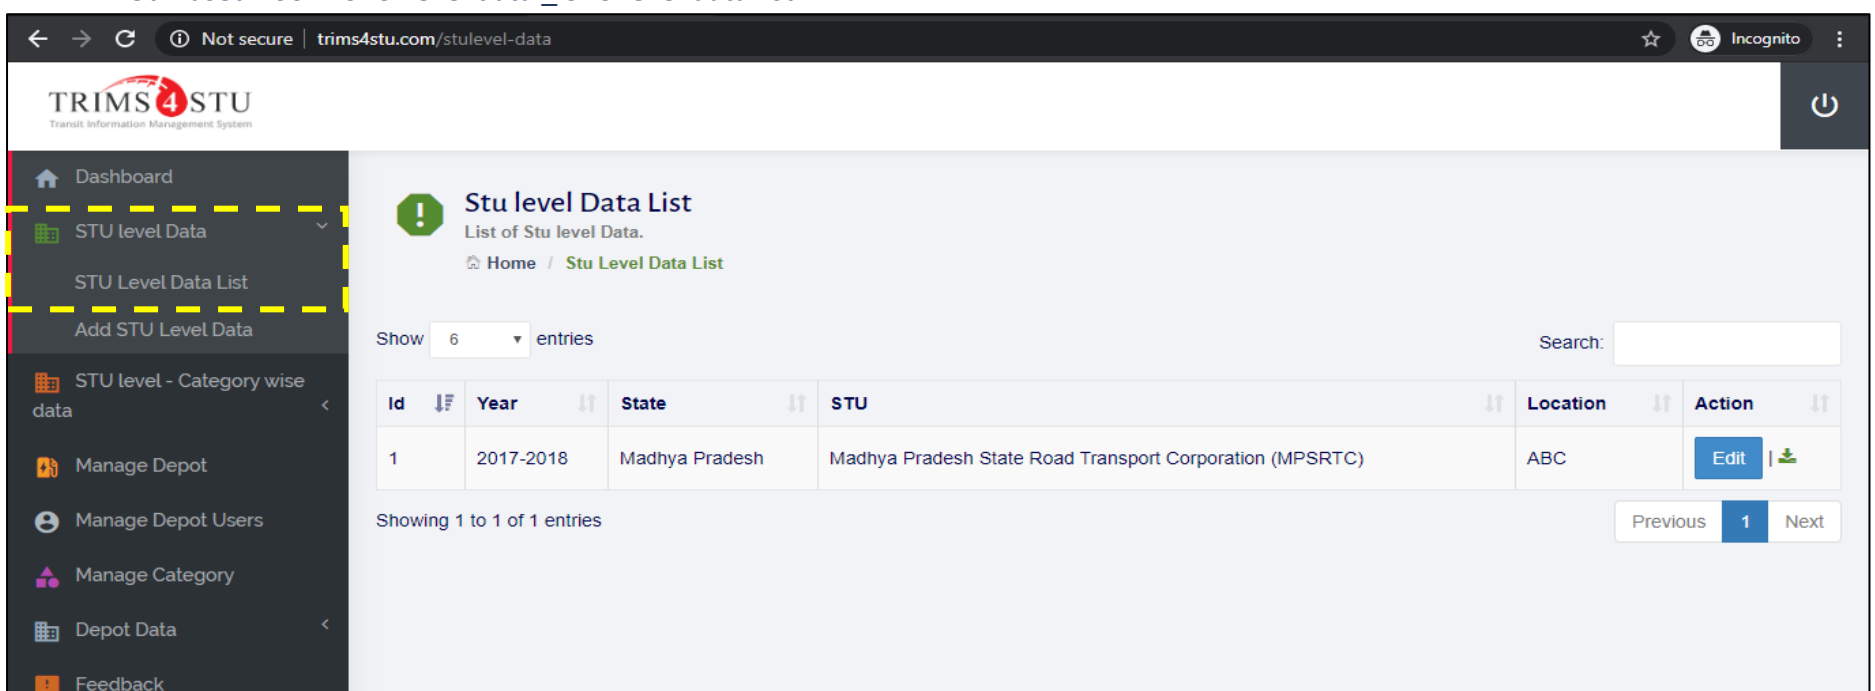 Not secure | trims4stu.com/stulevel-data
Incognito
TRIMS4STU
Transit Information Management System
Dashboard
STU level Data
STU Level Data List
Add STU Level Data
STU level - Category wise
data
Manage Depot
Manage Depot Users
Manage Category
Depot Data
Feedback
Stu level Data List
List of Stu level Data.
Home / Stu Level Data List
Show 6 entries
Search:
Id Year State STU Location Action
1 2017-2018 Madhya Pradesh Madhya Pradesh State Road Transport Corporation (MPSRTC) ABC Edit |
Showing 1 to 1 of 1 entries
Previous 1 Next